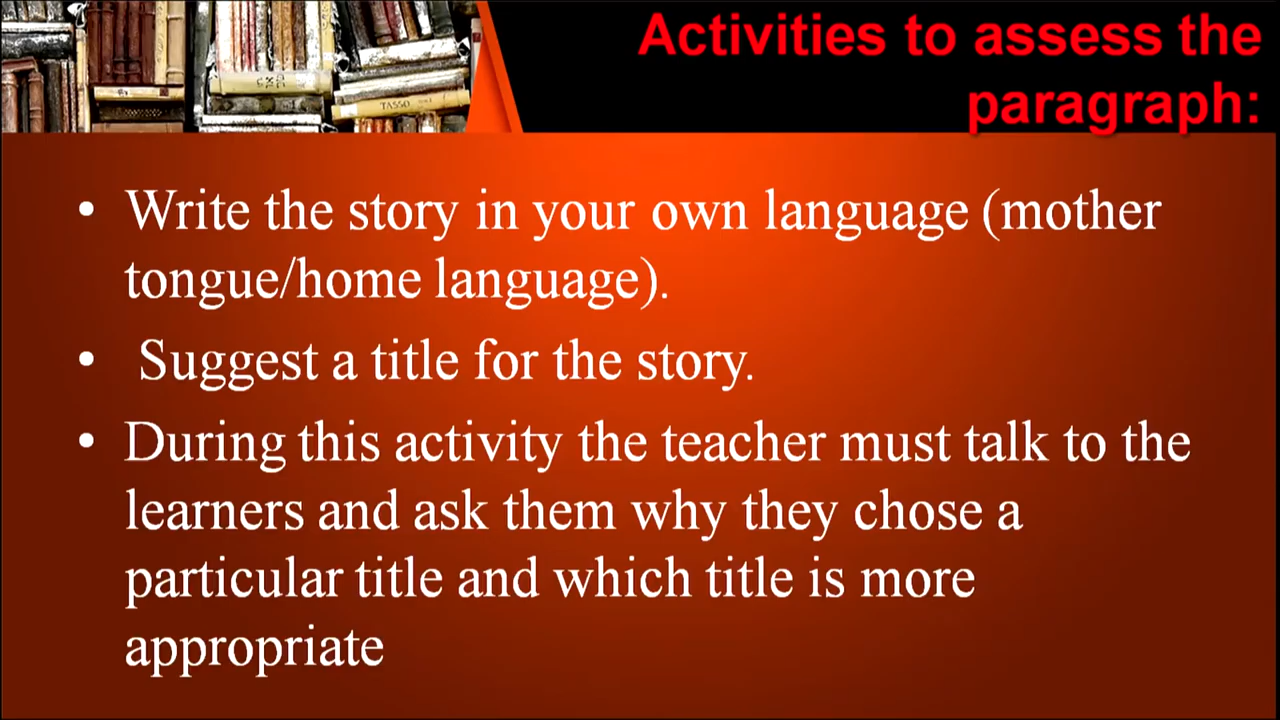 Activities to assess the
paragraph:
TASSO
• Write the story in your own language (mother
tongue/home language).
• Suggest a title for the story.
• During this activity the teacher must talk to the
learners and ask them why they chose a
particular title and which title is more
appropriate